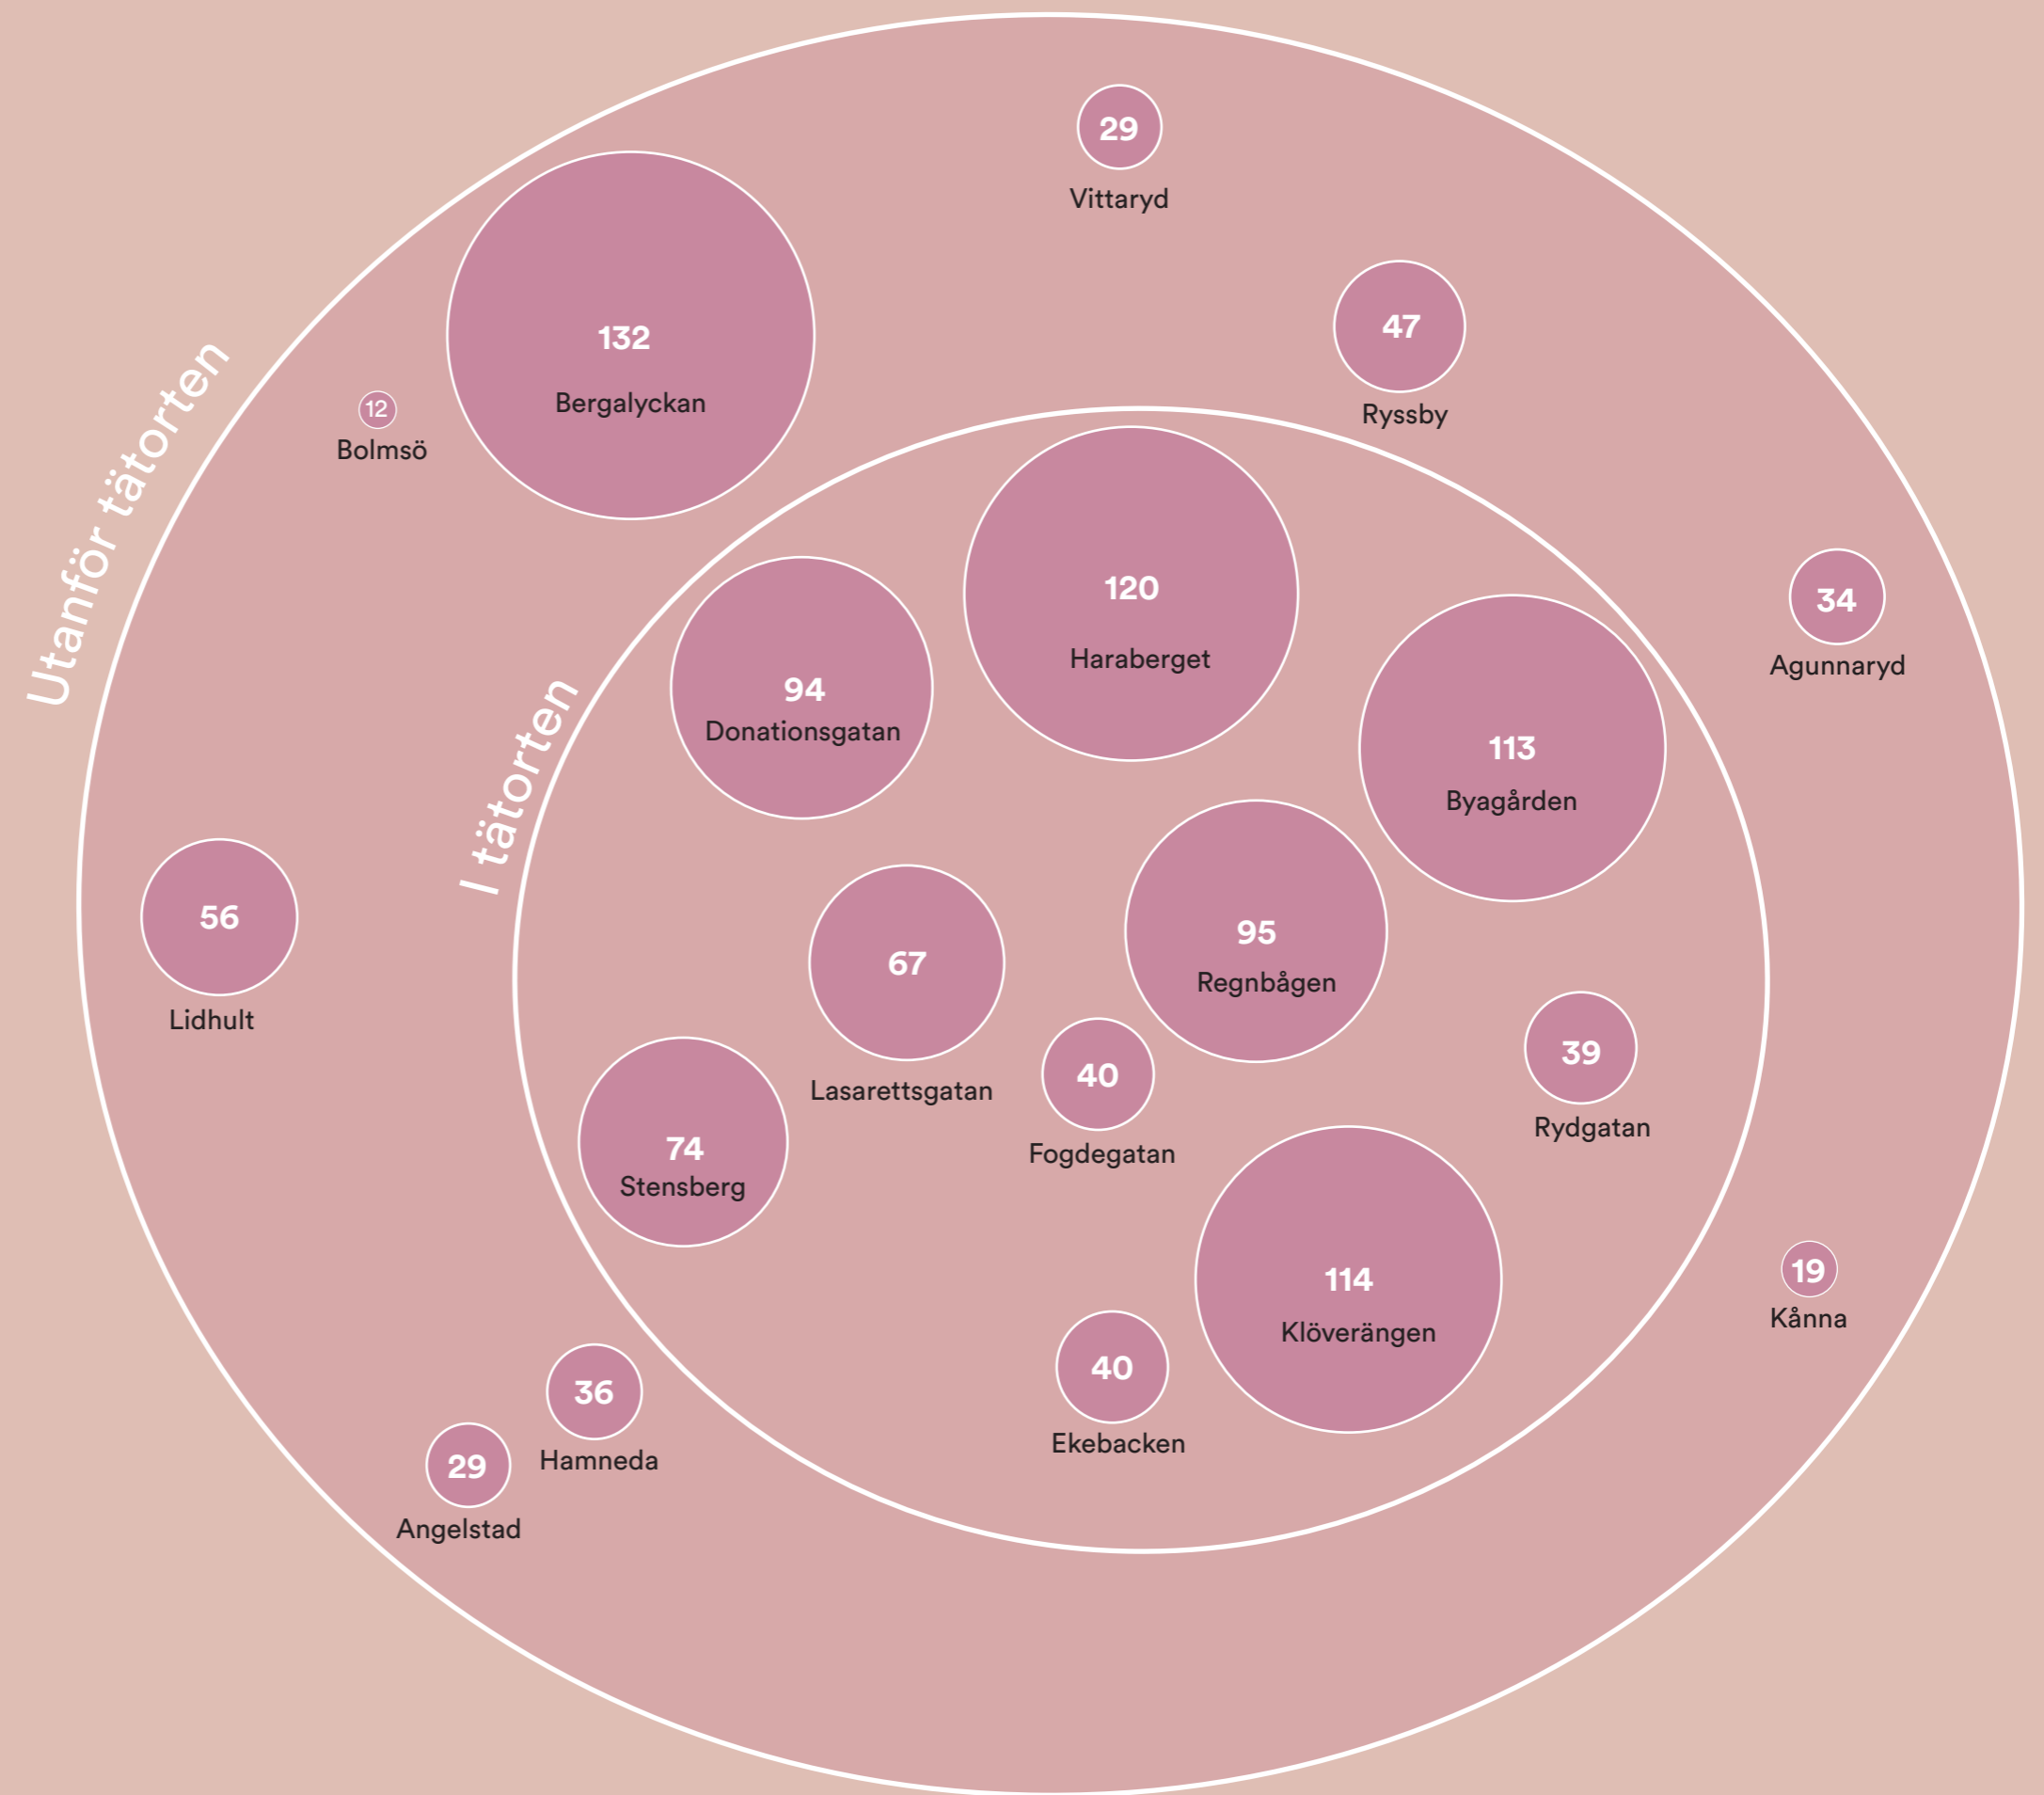 29
Vittaryd
47
Ryssby
132
Bergalyckan
12
Bolmsö
Utanför tätorten
120
Haraberget
34
Agunnaryd
94
Donationsgatan
113
Byagården
I tätorten
56
Lidhult
95
Regnbågen
67
Lasarettsgatan
40
Fogdegatan
39
Rydgatan
74
Stensberg
114
Klöverängen
19
Kånna
40
Ekebacken
36
Hamneda
29
Angelstad